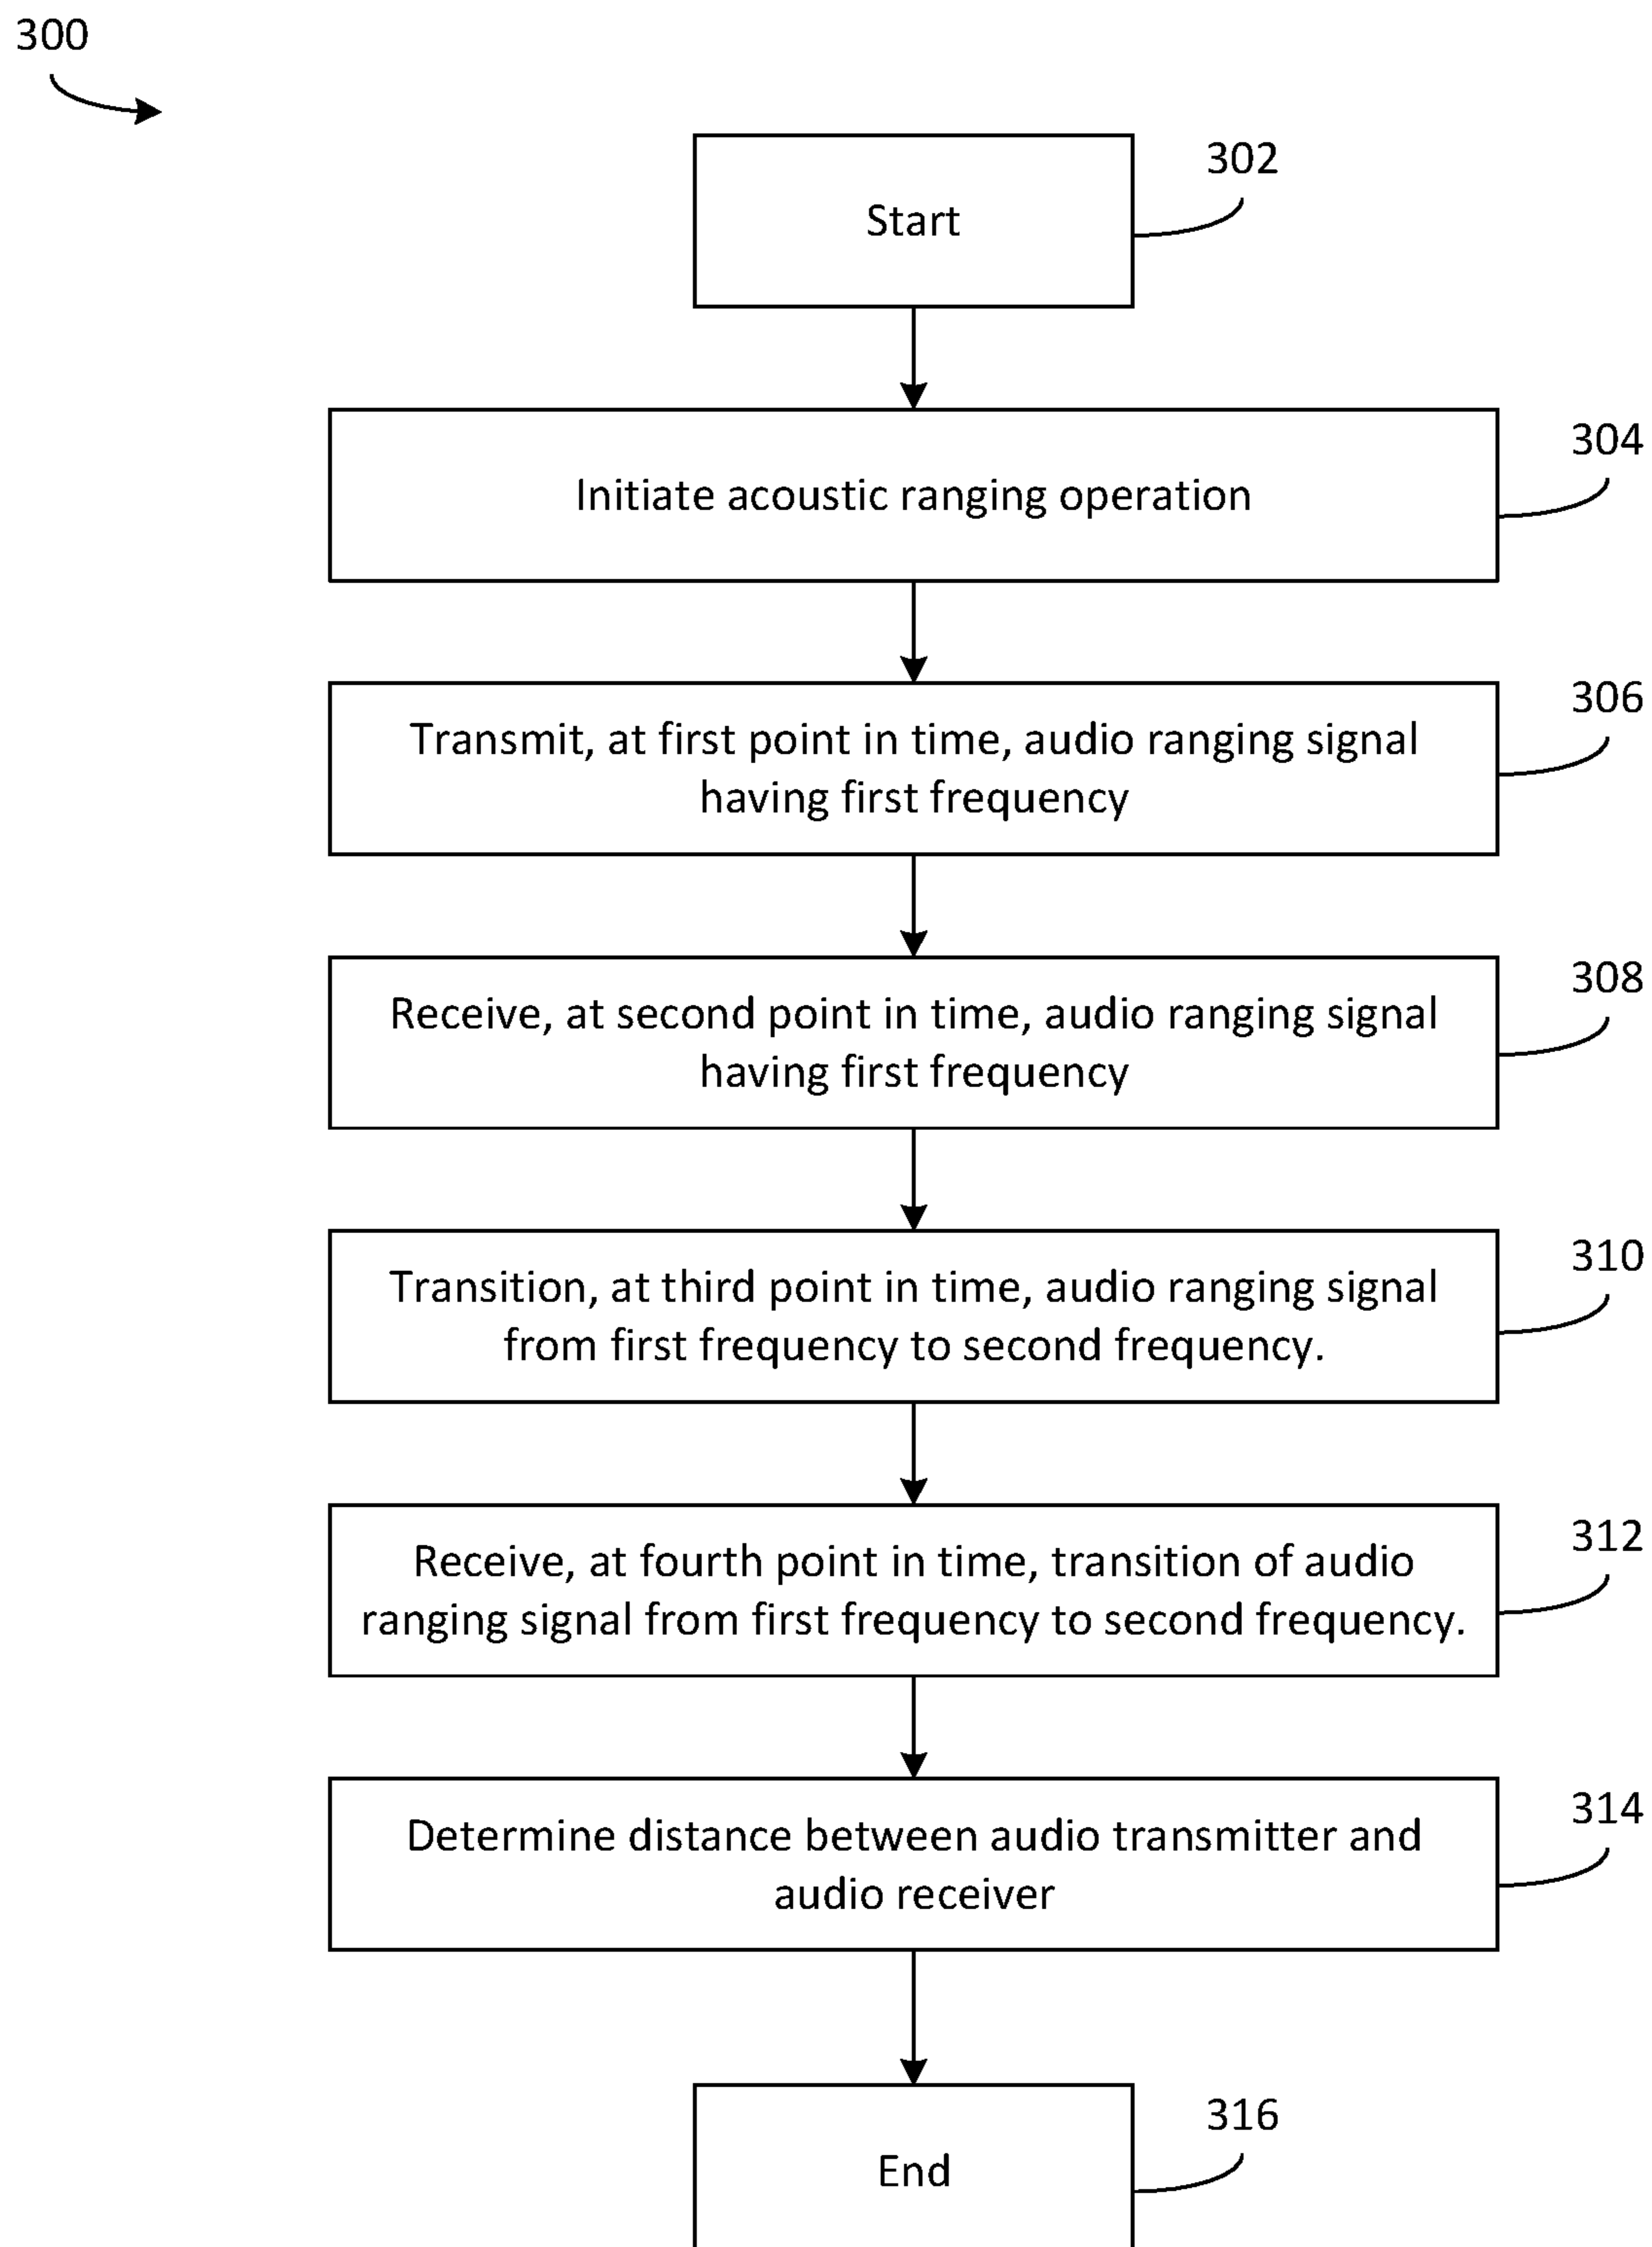 300
302
Start
304
Initiate acoustic ranging operation
306
Transmit, at first point in time, audio ranging signal
having first frequency
308
Receive, at second point in time, audio ranging signal
having first frequency
310
Transition, at third point in time, audio ranging signal
from first frequency to second frequency.
312
Receive, at fourth point in time, transition of audio
ranging signal from first frequency to second frequency.
314
Determine distance between audio transmitter and
audio receiver
316
End